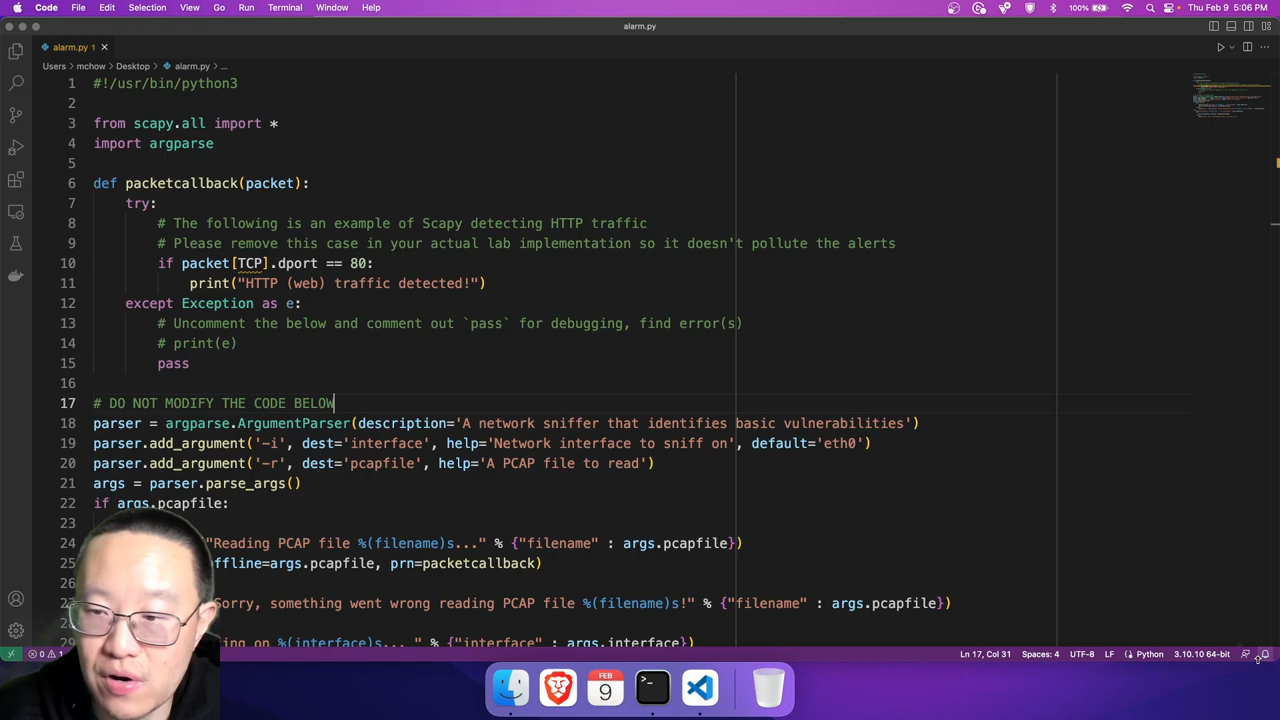 Code File Edit Selection View Go Run Terminal Window Help 100% Thu Feb 9 5:06 PM
alarm.py
alarm.py 1
Users > mchow > Desktop > alarm.py > ...
1 #!/usr/bin/python3
2
3 from scapy.all import *
4 import argparse
5
6 def packetcallback(packet):
7 try:
8 # The following is an example of Scapy detecting HTTP traffic
9 # Please remove this case in your actual lab implementation so it doesn't pollute the alerts
10 if packet[TCP].dport == 80:
11 print("HTTP (web) traffic detected!")
12 except Exception as e:
13 # Uncomment the below and comment out `pass` for debugging, find error(s)
14 # print(e)
15 pass
16
17 # DO NOT MODIFY THE CODE BELOW
18 parser = argparse.ArgumentParser(description='A network sniffer that identifies basic vulnerabilities')
19 parser.add_argument('-i', dest='interface', help='Network interface to sniff on', default='eth0')
20 parser.add_argument('-r', dest='pcapfile', help='A PCAP file to read')
21 args = parser.parse_args()
22 if args.pcapfile:
23
24 "Reading PCAP file %(filename)s..." % {"filename" : args.pcapfile})
25 ffline=args.pcapfile, prn=packetcallback)
26
Sorry, something went wrong reading PCAP file %(filename)s!" % {"filename" : args.pcapfile})
28
on %(interface)s... " % {"interface" : args.interface})
0 1 Ln 17, Col 31 Spaces: 4 UTF-8 LF Python 3.10.10 64-bit
FEB
9